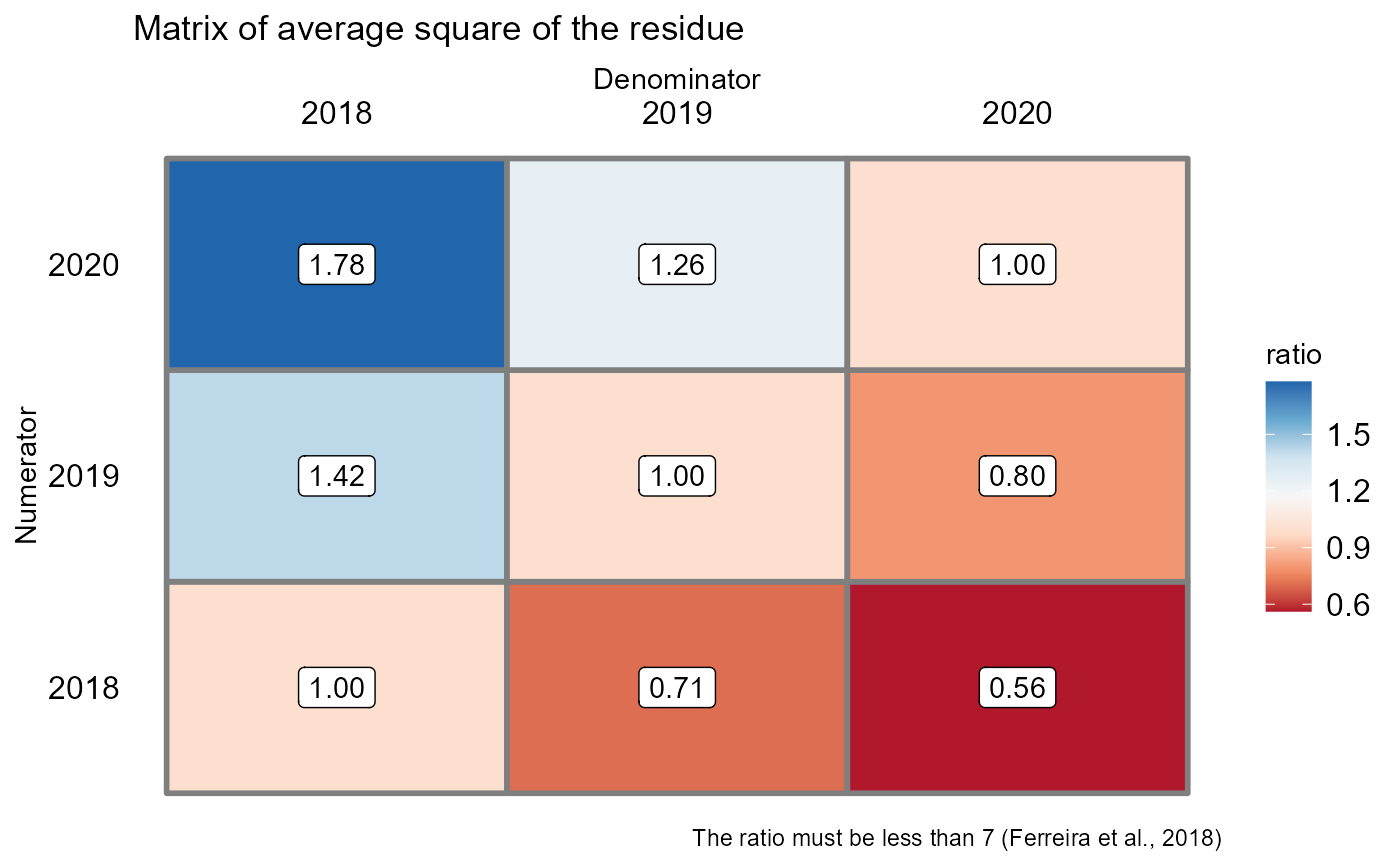 Matrix of average square of the residue
Denominator
2018 2019 2020
2020 1.78 1.26 1.00
Numerator
2019 1.42 1.00 0.80
2018 1.00 0.71 0.56
ratio
1.5
1.2
0.9
0.6
The ratio must be less than 7 (Ferreira et al., 2018)